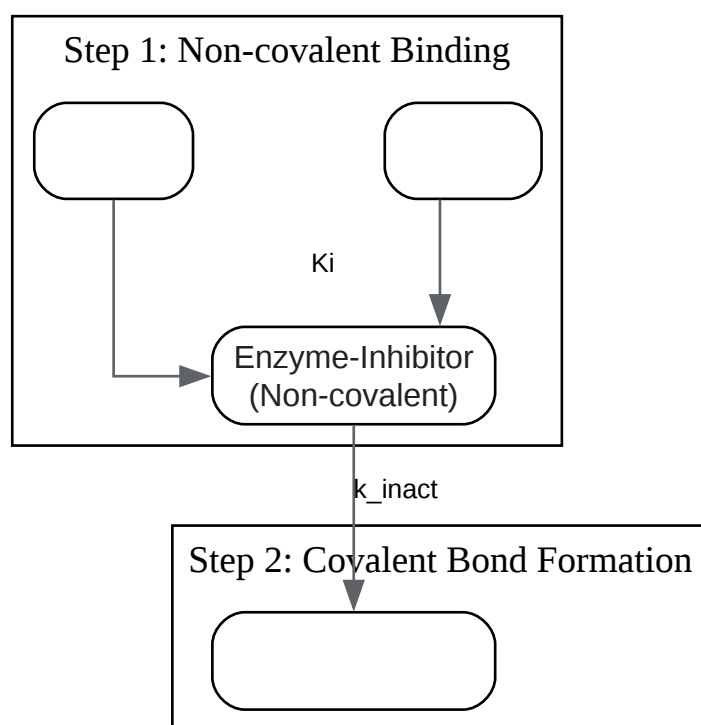 Step 1: Non-covalent Binding
Ki
Enzyme-Inhibitor
(Non-covalent)
k_inact
Step 2: Covalent Bond Formation